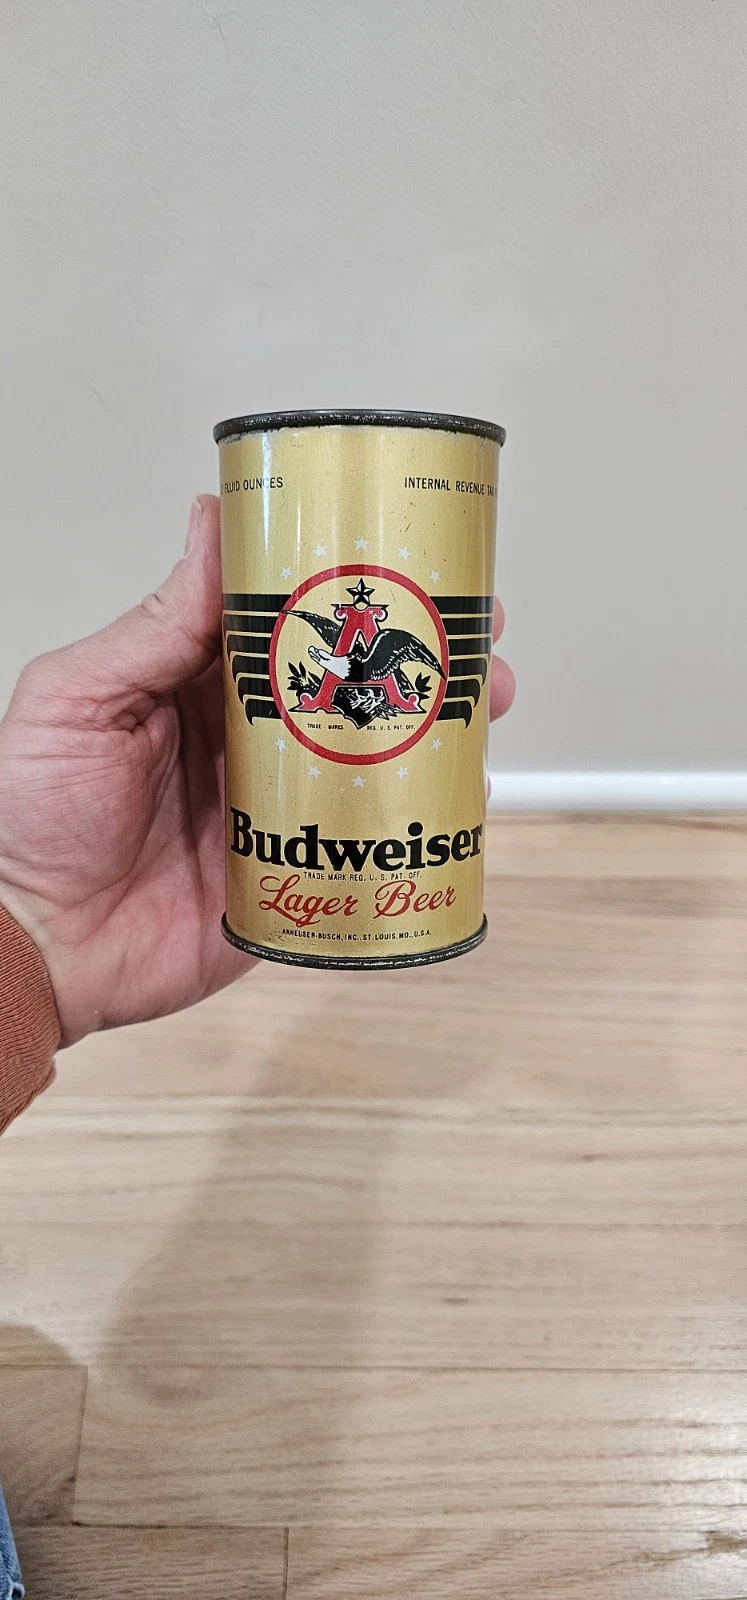 FLUID OUNCES
INTERNAL REVENUE TAX
A
TRADE MARKS REG. U. S. PAT. OFF.
Budweiser
TRADE MARK REG. U. S. PAT. OFF.
Lager Beer
ANHEUSER-BUSCH, INC., ST. LOUIS, MO., U.S.A.